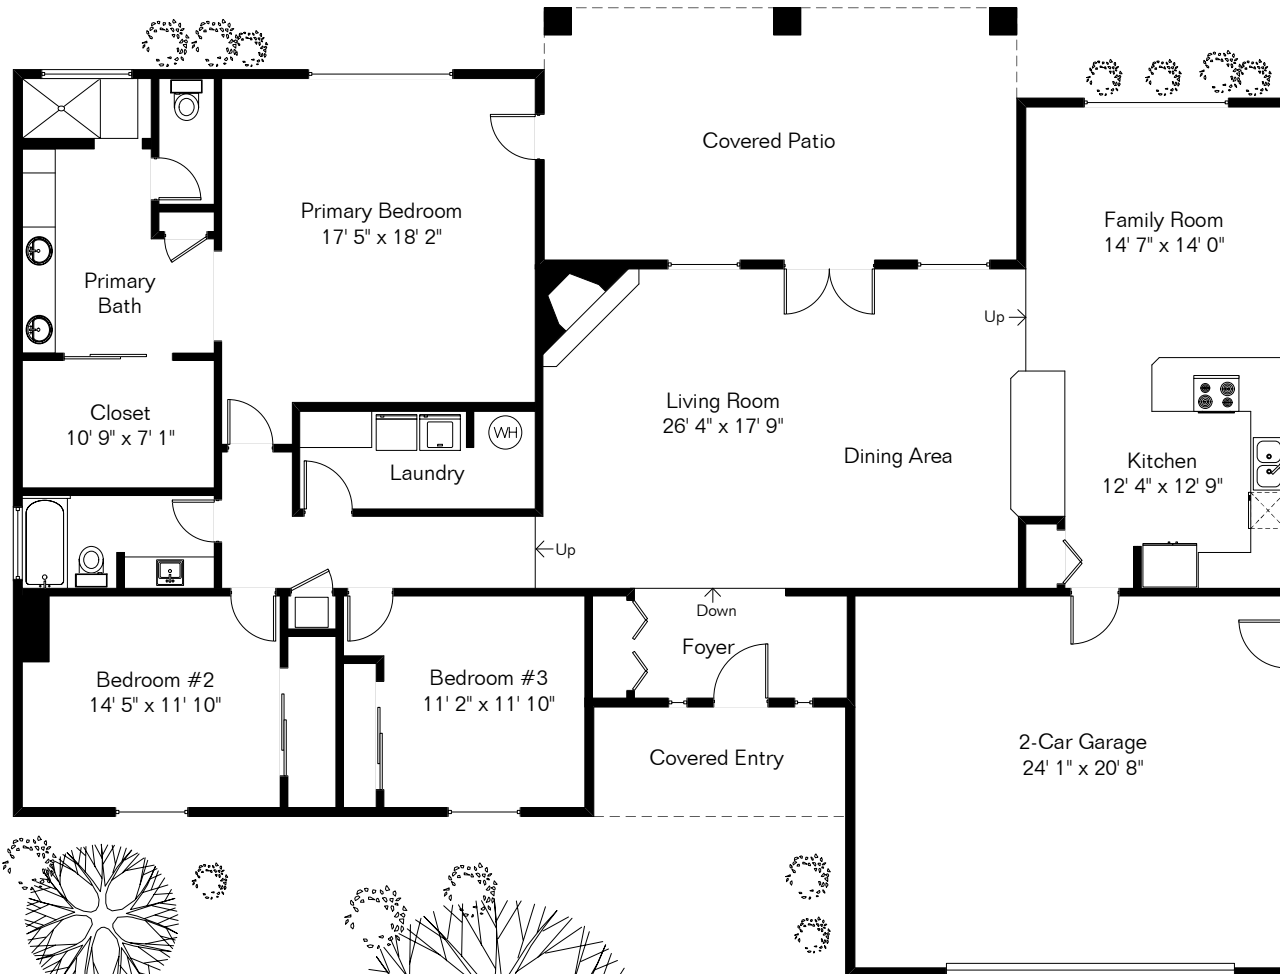 Covered Patio
Primary Bedroom
17' 5" x 18' 2"
Family Room
14' 7" x 14' 0"
Primary
Bath
Up
Closet
10' 9" x 7' 1"
Living Room
26' 4" x 17' 9"
WH
Laundry
Dining Area
Kitchen
12' 4" x 12' 9"
Up
Down
Foyer
Bedroom #2
14' 5" x 11' 10"
Bedroom #3
11' 2" x 11' 10"
Covered Entry
2-Car Garage
24' 1" x 20' 8"